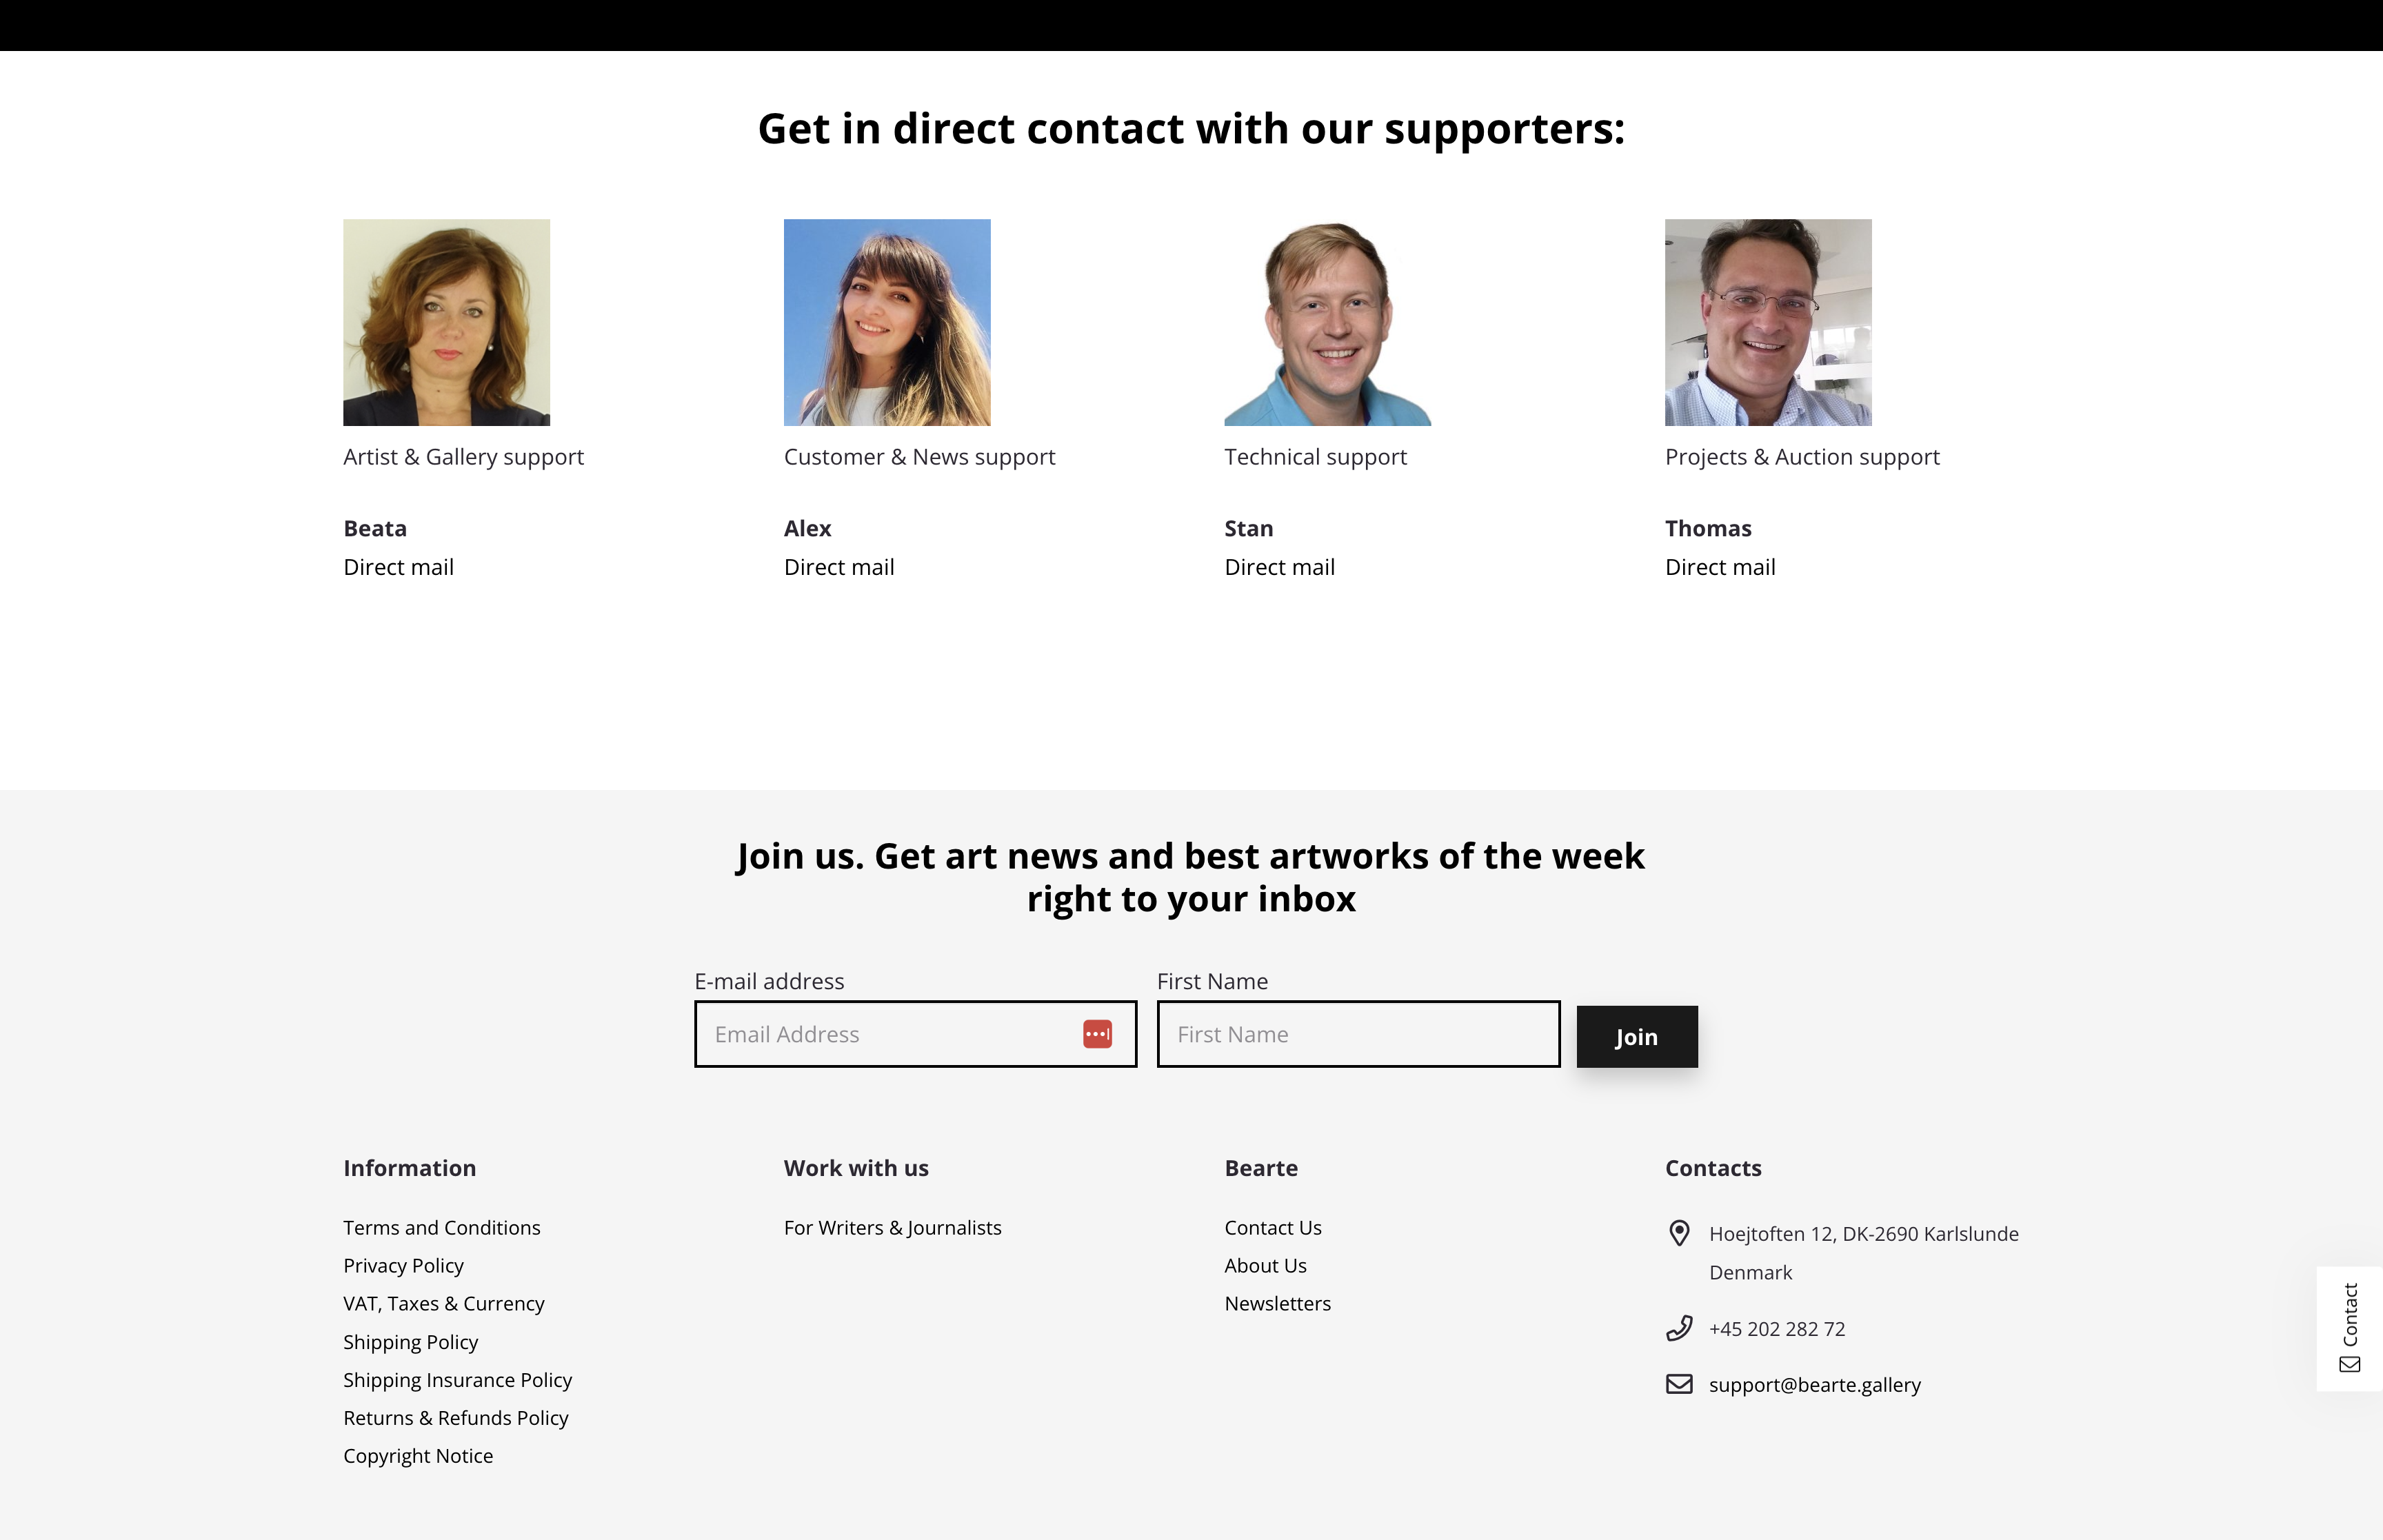 Get in direct contact with our supporters:
Artist & Gallery support
Beata
Direct mail
Customer & News support
Alex
Direct mail
Technical support
Stan
Direct mail
Projects & Auction support
Thomas
Direct mail
Join us. Get art news and best artworks of the week
right to your inbox
E-mail address
Email Address
First Name
First Name
Join
Information
Terms and Conditions
Privacy Policy
VAT, Taxes & Currency
Shipping Policy
Shipping Insurance Policy
Returns & Refunds Policy
Copyright Notice
Work with us
For Writers & Journalists
Bearte
Contact Us
About Us
Newsletters
Contacts
Hoejtoften 12, DK-2690 Karlslunde
Denmark
+45 202 282 72
support@bearte.gallery
Contact